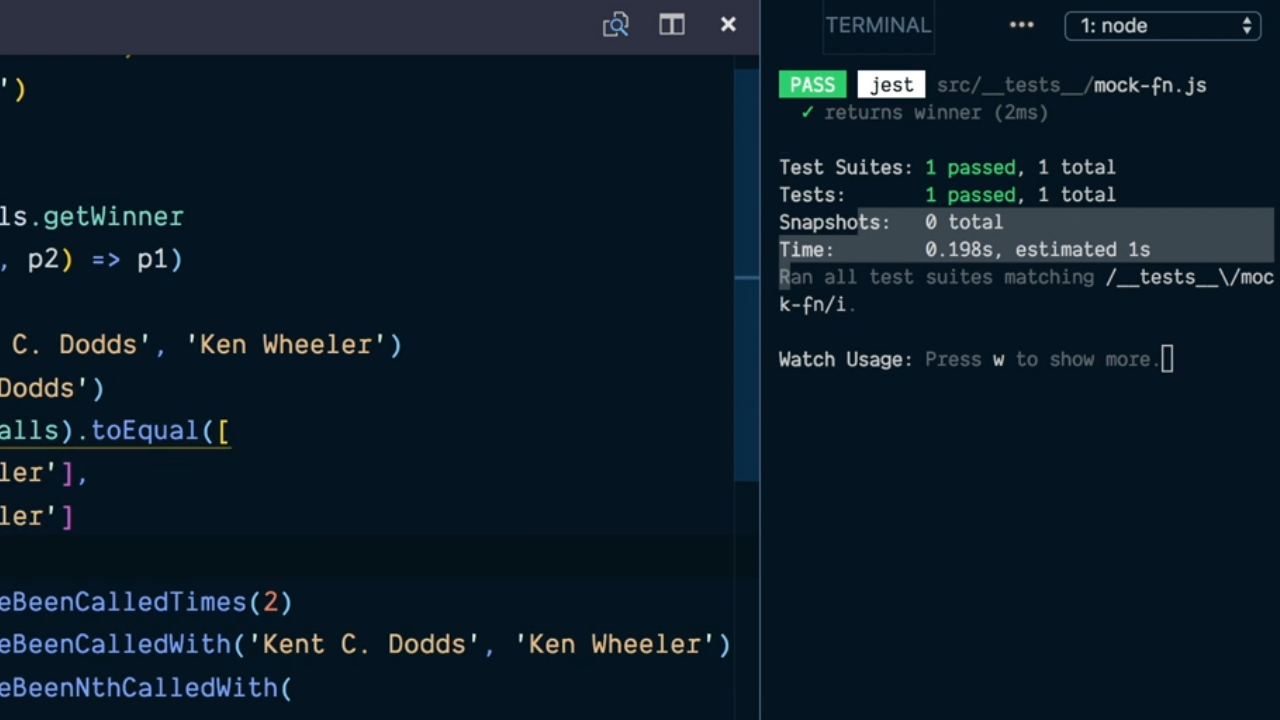 ')
ls.getWinner
, p2) => p1)
C. Dodds', 'Ken Wheeler')
Dodds')
alls).toEqual([
ler'],
ler']
eBeenCalledTimes(2)
eBeenCalledWith('Kent C. Dodds', 'Ken Wheeler')
eBeenNthCalledWith(
TERMINAL ••• 1: node
PASS jest src/__tests__/mock-fn.js
✓ returns winner (2ms)
Test Suites: 1 passed, 1 total
Tests: 1 passed, 1 total
Snapshots: 0 total
Time: 0.198s, estimated 1s
Ran all test suites matching /__tests__\/moc
k-fn/i.
Watch Usage: Press w to show more.